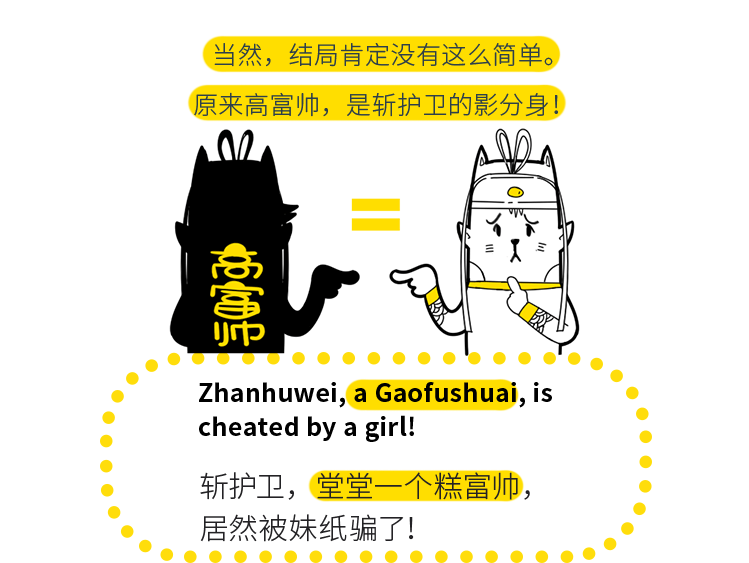 当然，结局肯定没有这么简单。
原来高富帅，是斩护卫的影分身！
高富帅
Zhanhuwei, a Gaofushuai, is
cheated by a girl!
斩护卫，堂堂一个糕富帅，
居然被妹纸骗了！